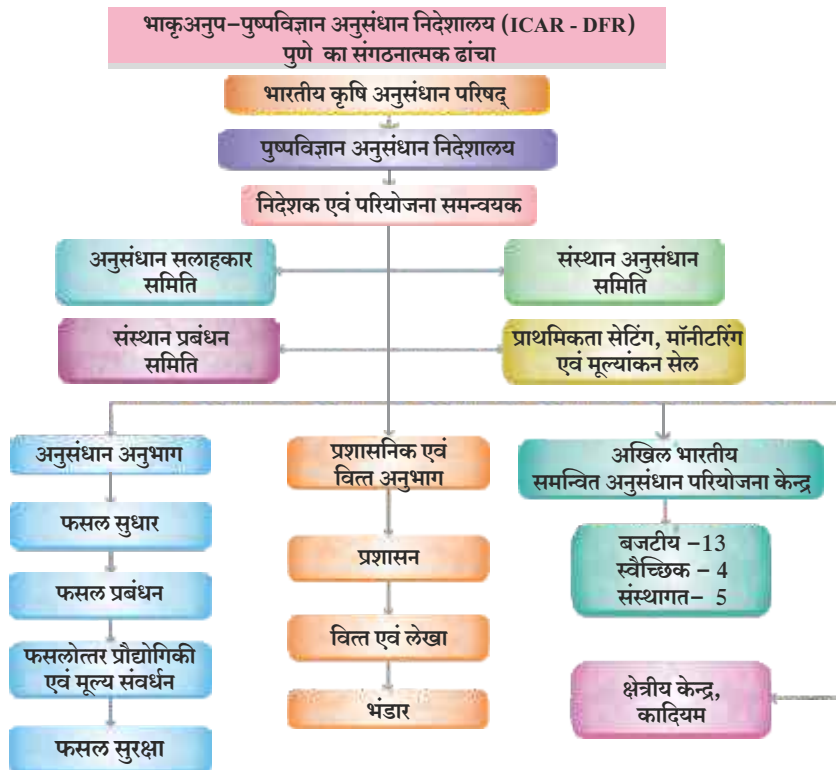 भाकृअनुप–पुष्पविज्ञान अनुसंधान निदेशालय (ICAR - DFR)
पुणे का संगठनात्मक ढांचा
भारतीय कृषि अनुसंधान परिषद्
पुष्पविज्ञान अनुसंधान निदेशालय
निदेशक एवं परियोजना समन्वयक
अनुसंधान सलाहकार
समिति
संस्थान अनुसंधान
समिति
संस्थान प्रबंधन
समिति
प्राथमिकता सेटिंग, मॉनीटरिंग
एवं मूल्यांकन सेल
अनुसंधान अनुभाग
फसल सुधार
फसल प्रबंधन
फसलोत्तर प्रौद्योगिकी
एवं मूल्य संवर्धन
फसल सुरक्षा
प्रशासनिक एवं
वित्त अनुभाग
प्रशासन
वित्त एवं लेखा
भंडार
अखिल भारतीय
समन्वित अनुसंधान परियोजना केन्द्र
बजटीय –13
स्वैच्छिक – 4
संस्थागत– 5
क्षेत्रीय केन्द्र,
कादियम